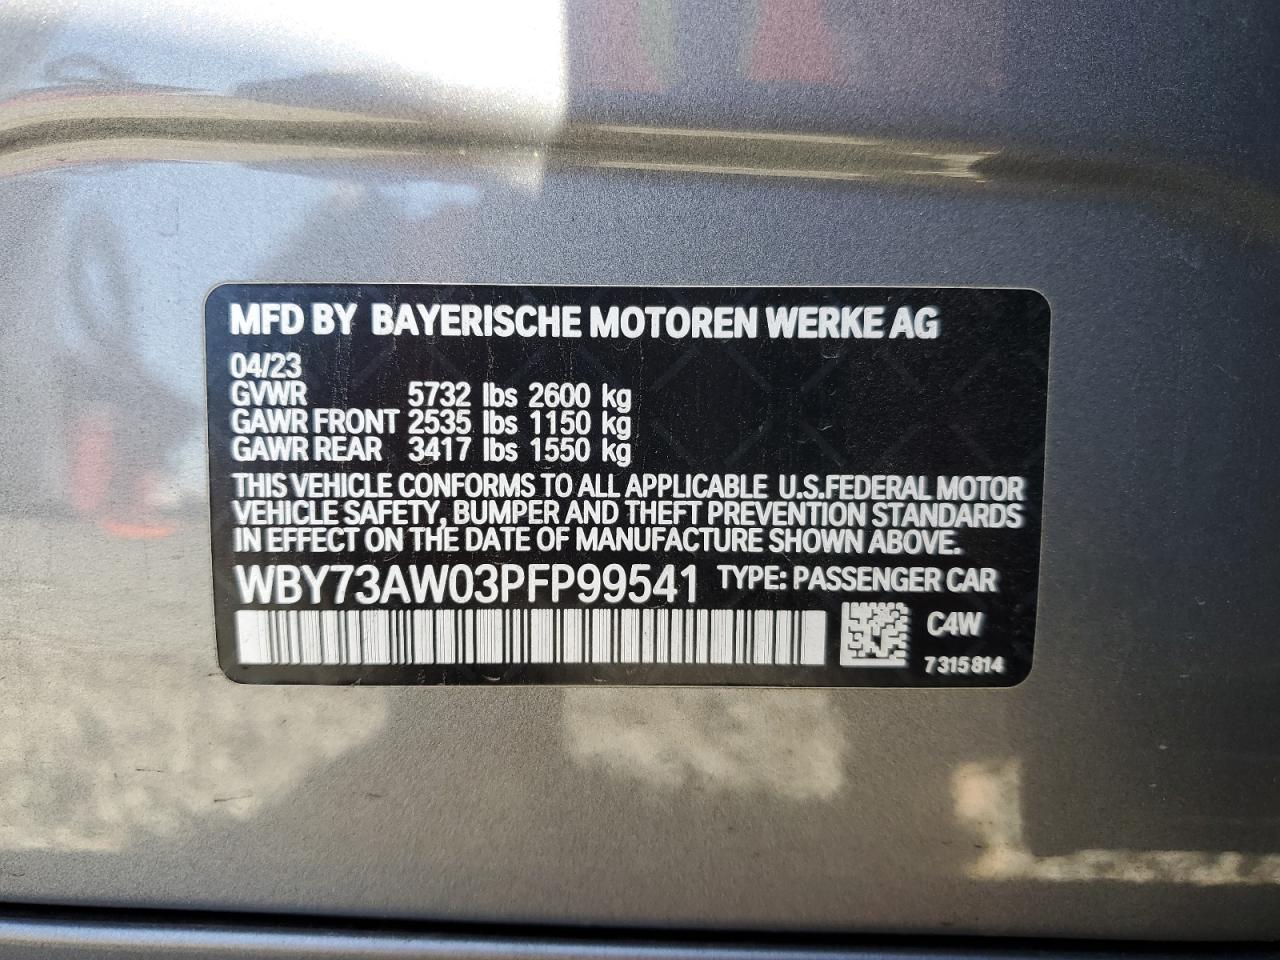 MFD BY BAYERISCHE MOTOREN WERKE AG
04/23
GVWR 5732 lbs 2600 kg
GAWR FRONT 2535 lbs 1150 kg
GAWR REAR 3417 lbs 1550 kg
THIS VEHICLE CONFORMS TO ALL APPLICABLE U.S.FEDERAL MOTOR
VEHICLE SAFETY, BUMPER AND THEFT PREVENTION STANDARDS
IN EFFECT ON THE DATE OF MANUFACTURE SHOWN ABOVE.
WBY73AW03PFP99541 TYPE: PASSENGER CAR
C4W
7 315 814